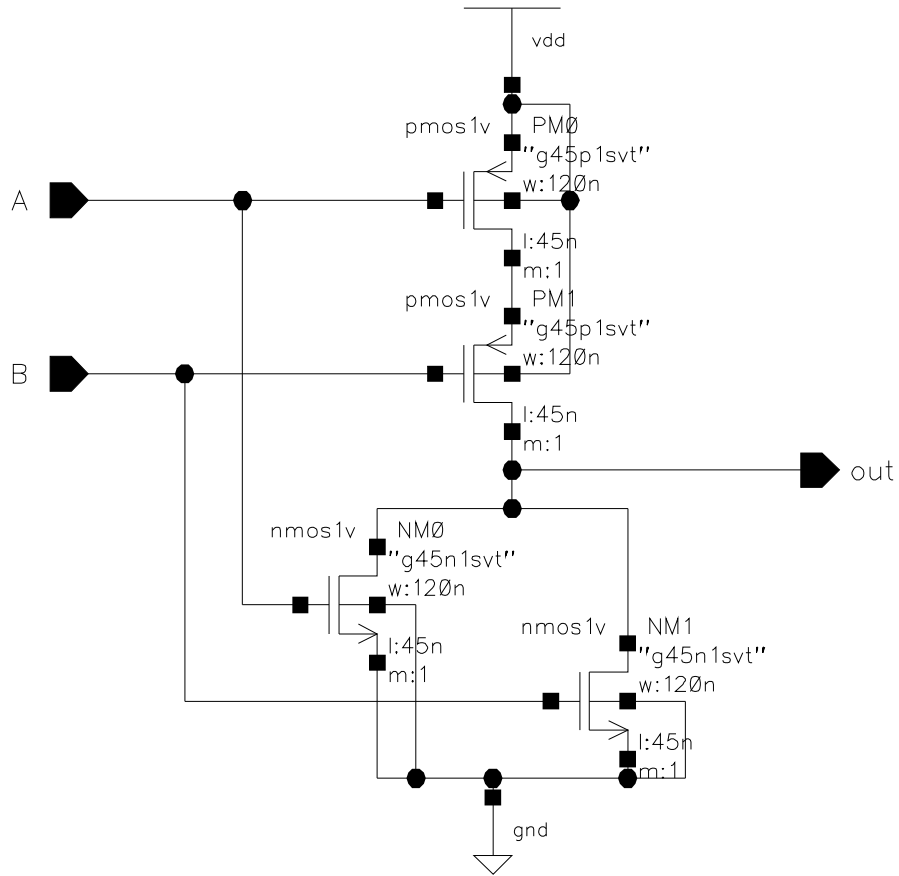 vdd
pmos1v PM0
"g45p1svt"
w:120n
A
l:45n
m:1
pmos1v PM1
"g45p1svt"
w:120n
B
l:45n
m:1
out
nmos1v NM0
"g45n1svt"
w:120n
l:45n
m:1
nmos1v NM1
"g45n1svt"
w:120n
l:45n
m:1
gnd